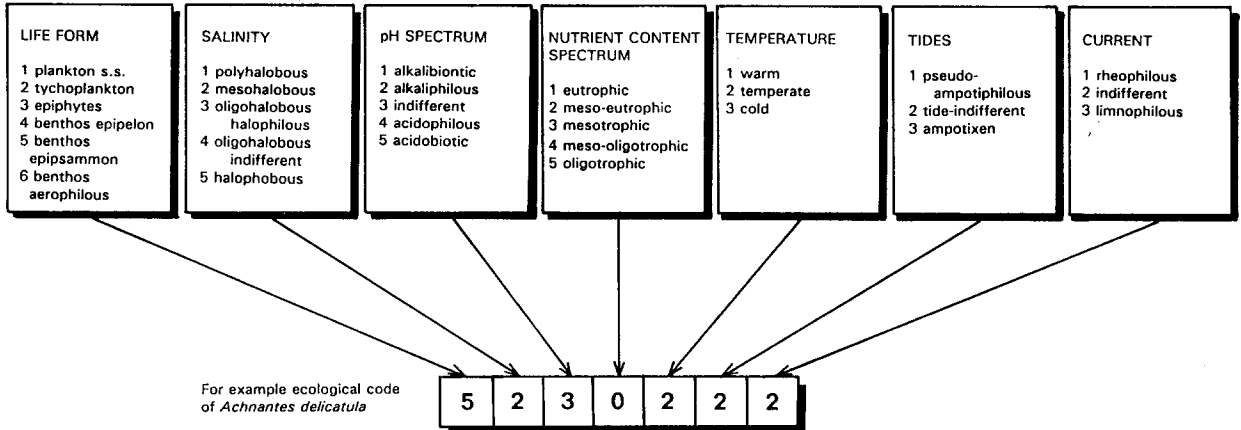 LIFE FORM
1 plankton s.s.
2 tychoplankton
3 epiphytes
4 benthos epipelon
5 benthos
epipsammon
6 benthos
aerophilous
SALINITY
1 polyhalobous
2 mesohalobous
3 oligohalobous
halophilous
4 oligohalobous
indifferent
5 halophobous
pH SPECTRUM
1 alkalibiontic
2 alkaliphilous
3 indifferent
4 acidophilous
5 acidobiotic
NUTRIENT CONTENT
SPECTRUM
1 eutrophic
2 meso-eutrophic
3 mesotrophic
4 meso-oligotrophic
5 oligotrophic
TEMPERATURE
1 warm
2 temperate
3 cold
TIDES
1 pseudo-
ampotiphilous
2 tide-indifferent
3 ampotixen
CURRENT
1 rheophilous
2 indifferent
3 limnophilous
For example ecological code
of Achnantes delicatula
5 2 3 0 2 2 2